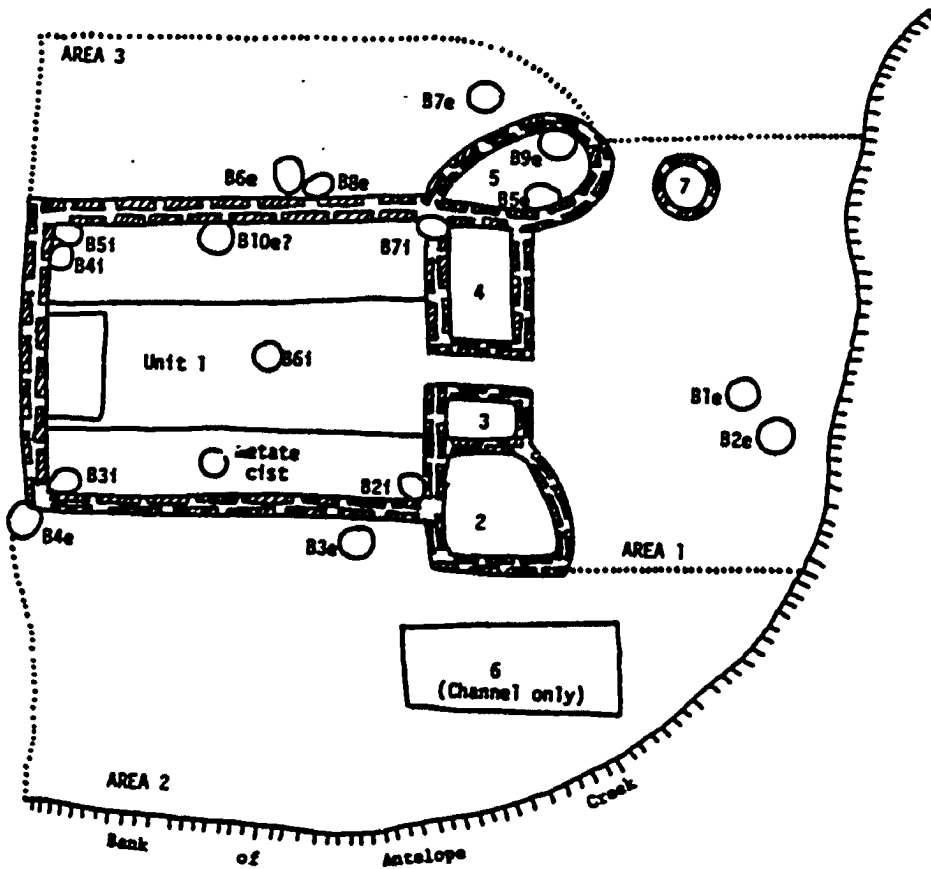 AREA 3
B7e
B9e
5
B5e
7
B6e
B8e
B5i
B4i
B10e?
B7i
4
Unit 1
B6i
3
B1e
B2e
Metate
cist
B3i
B2i
2
B4e
B3e
AREA 1
6
(Channel only)
AREA 2
Bank of Antelope Creek